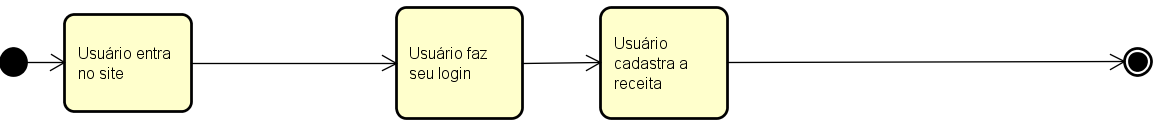 Usuário entra
no site
Usuário faz
seu login
Usuário
cadastra a
receita